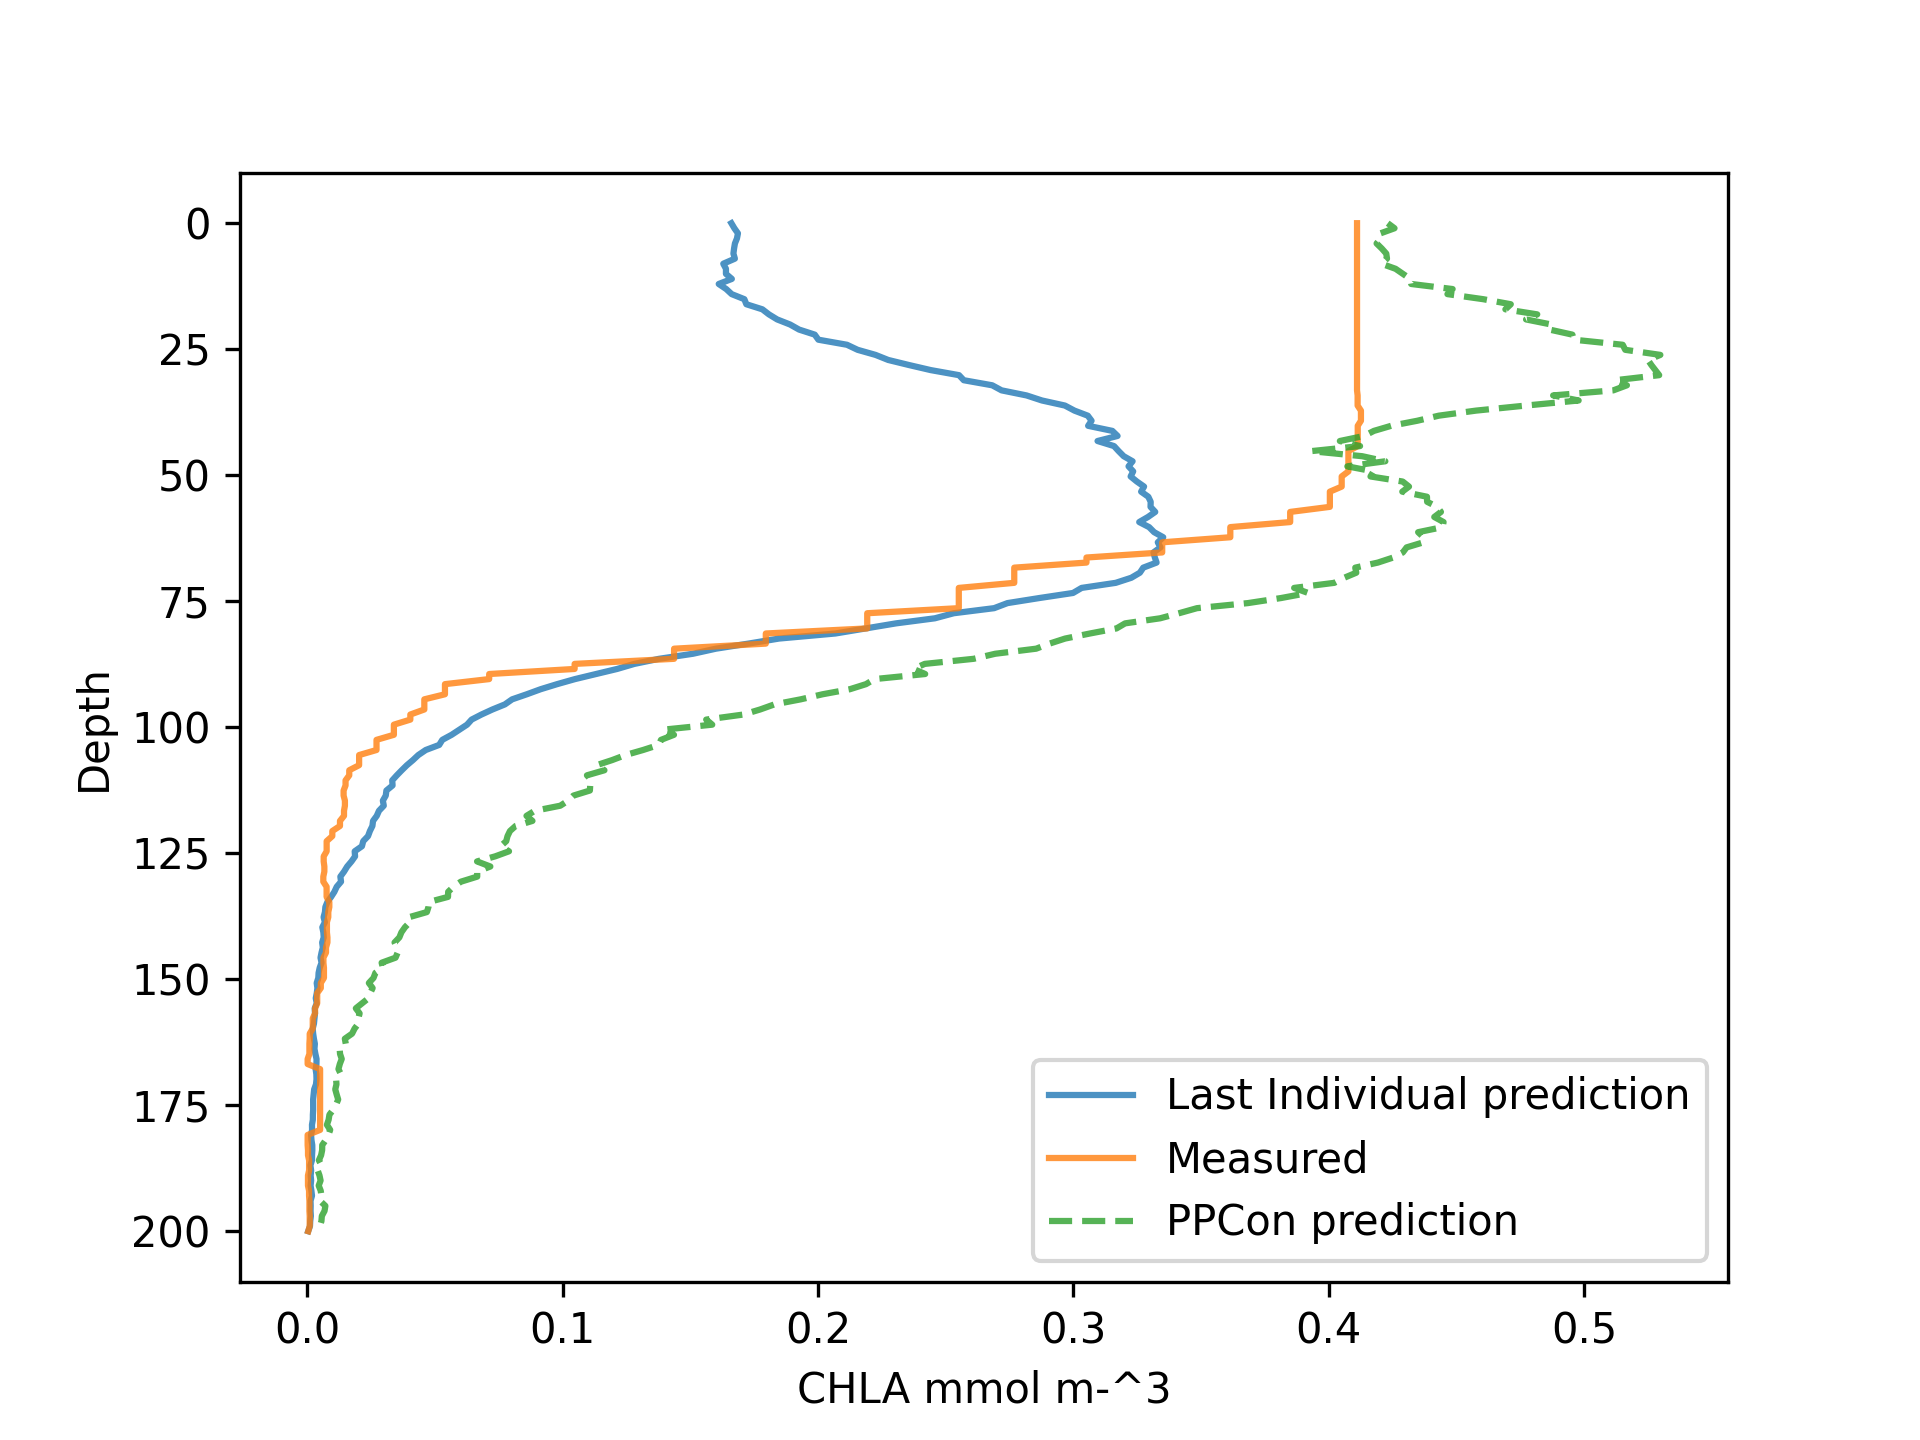 0
25
50
75
100
125
150
175
200
Depth
0.0 0.1 0.2 0.3 0.4 0.5
CHLA mmol m-^3
Last Individual prediction
Measured
PPCon prediction